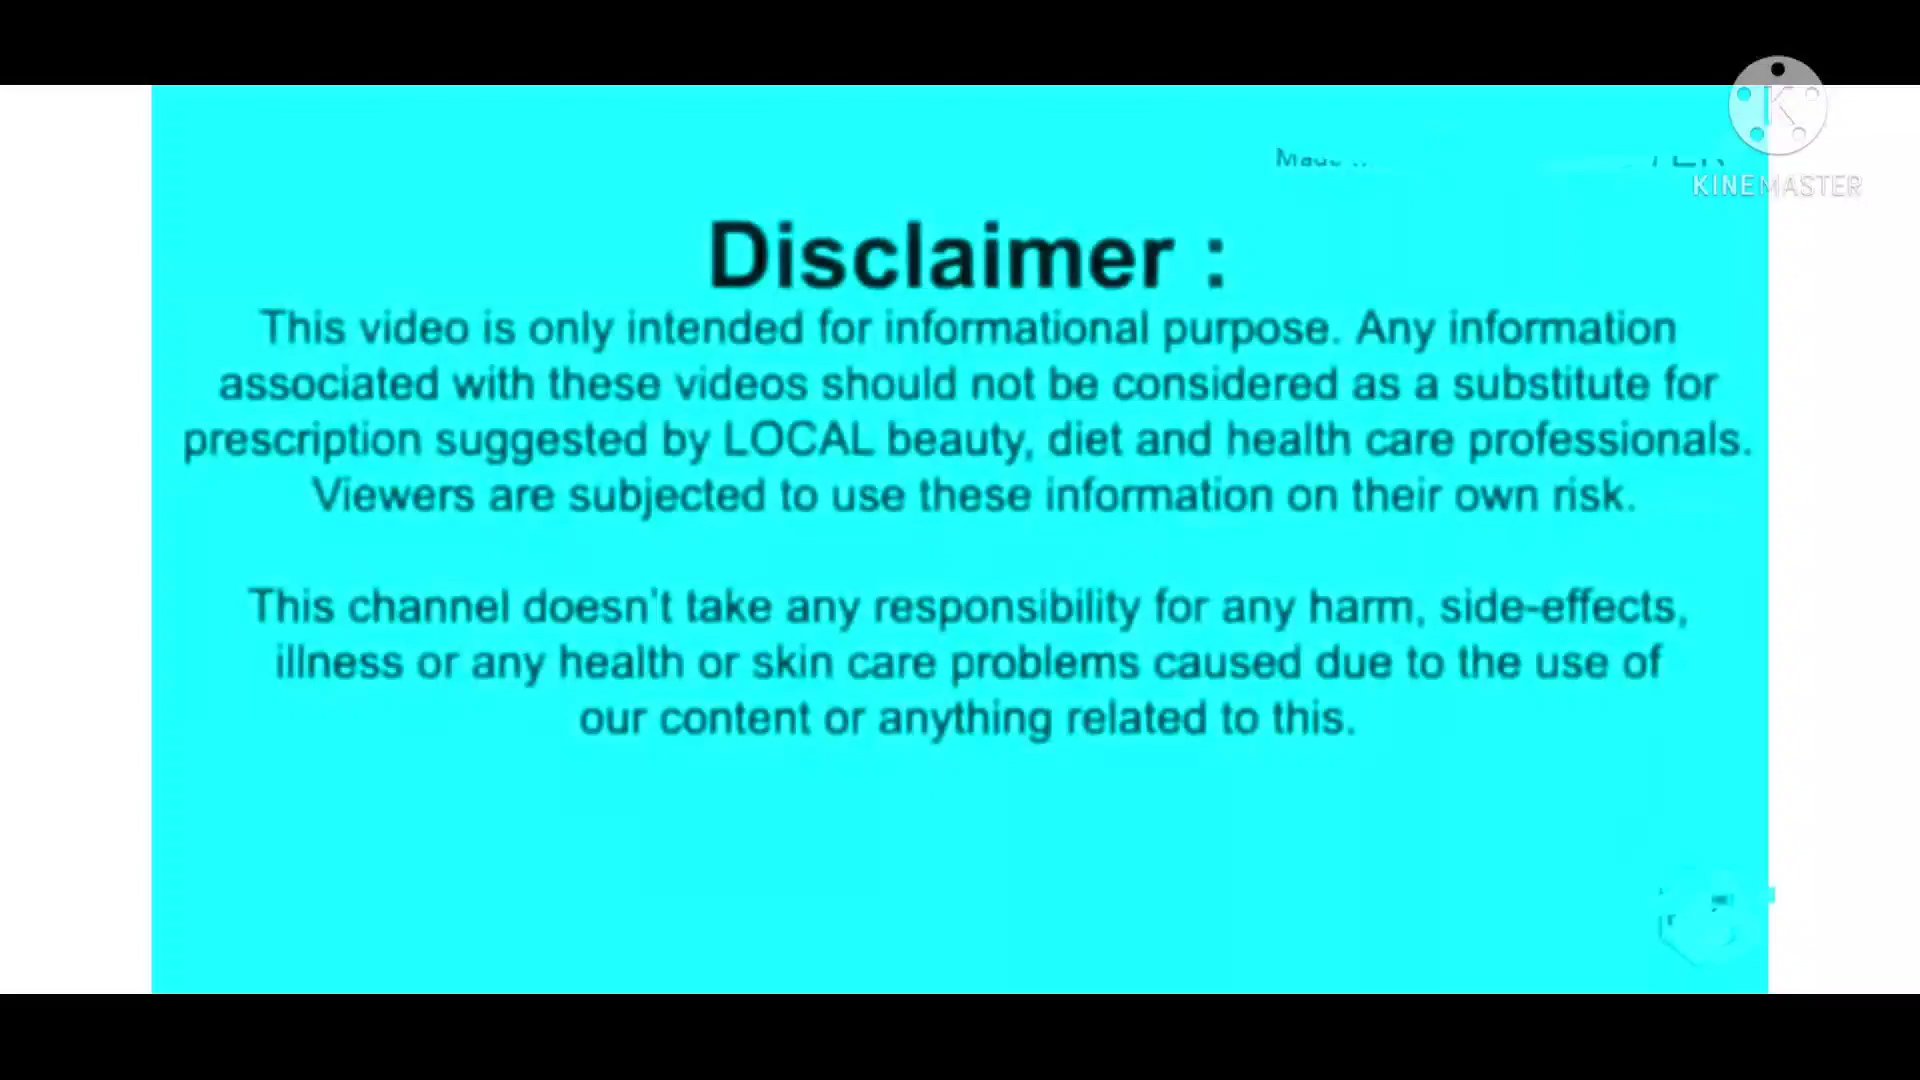 K
KINEMASTER
Disclaimer :
This video is only intended for informational purpose. Any information
associated with these videos should not be considered as a substitute for
prescription suggested by LOCAL beauty, diet and health care professionals.
Viewers are subjected to use these information on their own risk.
This channel doesn't take any responsibility for any harm, side-effects,
illness or any health or skin care problems caused due to the use of
our content or anything related to this.